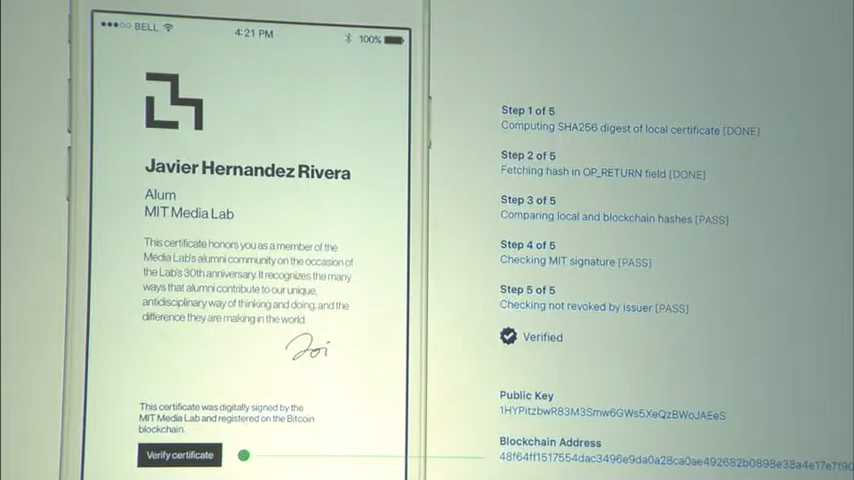 BELL 4:21 PM 100%
Javier Hernandez Rivera
Alum
MIT Media Lab
This certificate honors you as a member of the
Media Lab's alumni community on the occasion of
the Lab's 30th anniversary. It recognizes the many
ways that alumni contribute to our unique,
antidisciplinary way of thinking and doing, and the
difference they are making in the world.
Joi
This certificate was digitally signed by the
MIT Media Lab and registered on the Bitcoin
blockchain.
Verify certificate
Step 1 of 5
Computing SHA256 digest of local certificate [DONE]
Step 2 of 5
Fetching hash in OP_RETURN field [DONE]
Step 3 of 5
Comparing local and blockchain hashes [PASS]
Step 4 of 5
Checking MIT signature [PASS]
Step 5 of 5
Checking not revoked by issuer [PASS]
Verified
Public Key
1HYPitzbwR83M3Smw6GWs5XeQzBWoJAEeS
Blockchain Address
48f64ff1517554dac3496e9da0a28ca0ae492682b0898e38a4e17e7f90